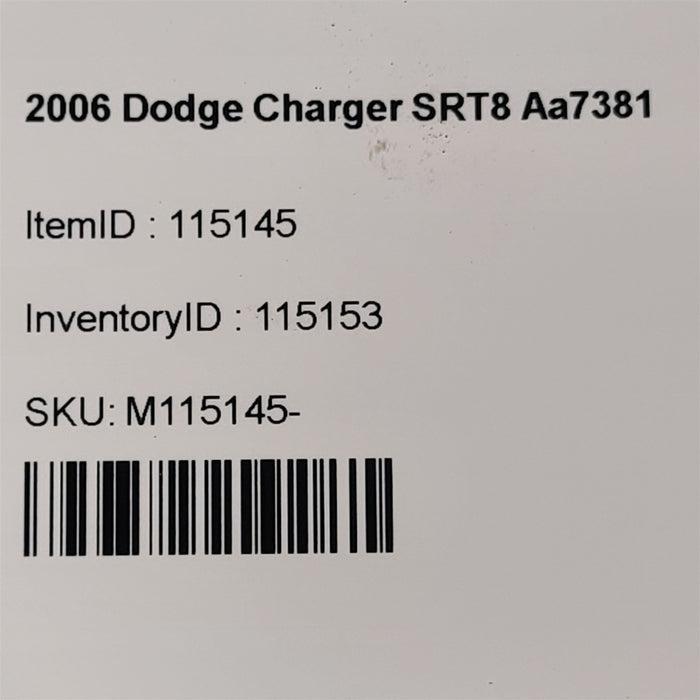 2006 Dodge Charger SRT8 Aa7381
ItemID : 115145
InventoryID : 115153
SKU: M115145-